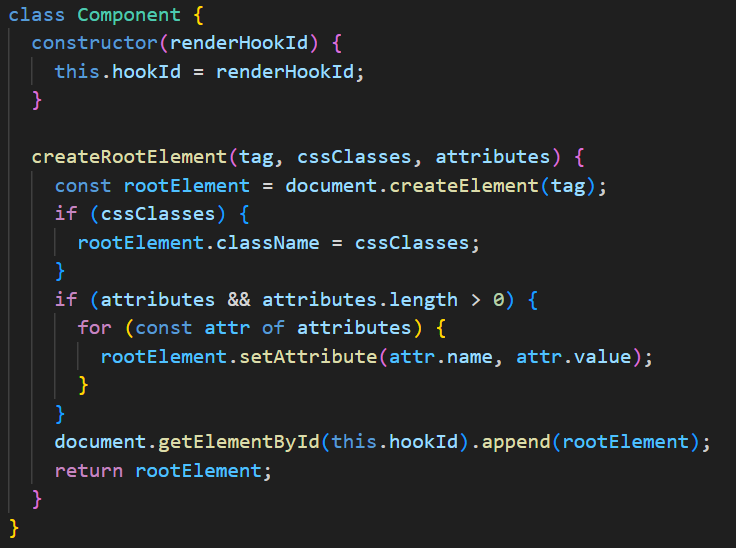 class Component {
  constructor(renderHookId) {
    this.hookId = renderHookId;
  }

  createRootElement(tag, cssClasses, attributes) {
    const rootElement = document.createElement(tag);
    if (cssClasses) {
      rootElement.className = cssClasses;
    }
    if (attributes && attributes.length > 0) {
      for (const attr of attributes) {
        rootElement.setAttribute(attr.name, attr.value);
      }
    }
    document.getElementById(this.hookId).append(rootElement);
    return rootElement;
  }
}